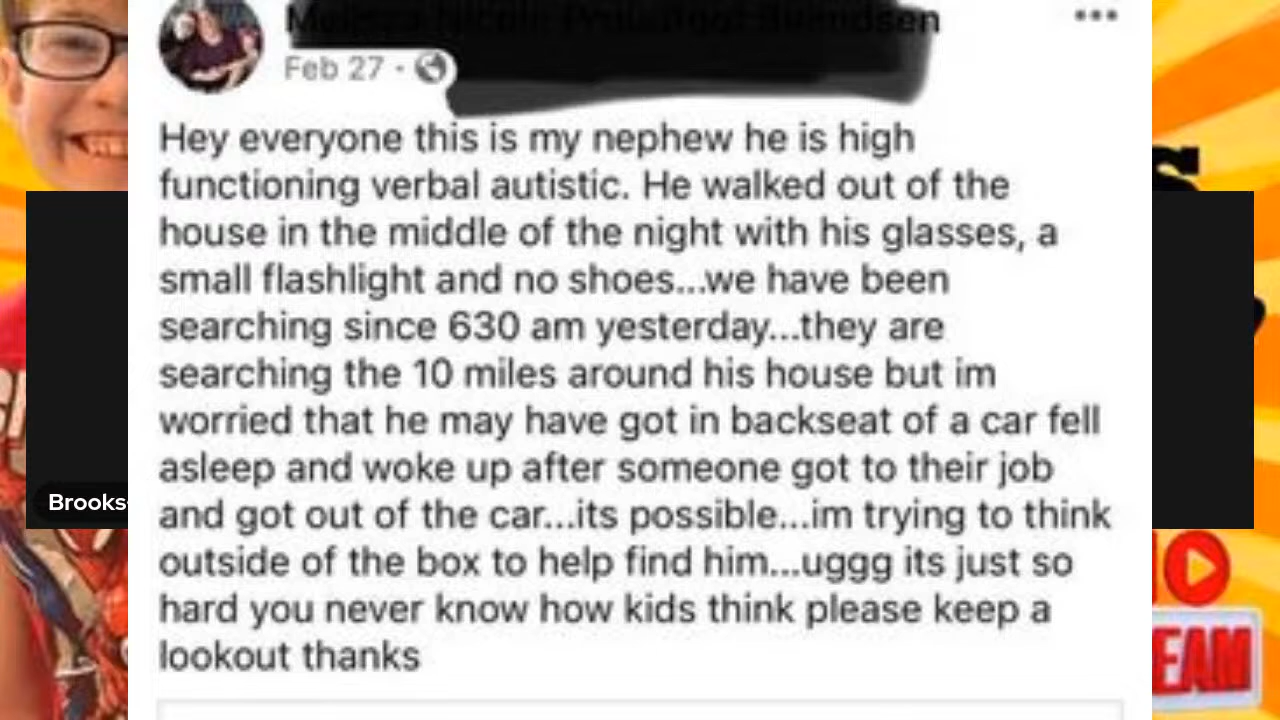 Feb 27 ·
Hey everyone this is my nephew he is high
functioning verbal autistic. He walked out of the
house in the middle of the night with his glasses, a
small flashlight and no shoes...we have been
searching since 630 am yesterday...they are
searching the 10 miles around his house but im
worried that he may have got in backseat of a car fell
asleep and woke up after someone got to their job
and got out of the car...its possible...im trying to think
outside of the box to help find him...uggg its just so
hard you never know how kids think please keep a
lookout thanks
Brooks
EAM